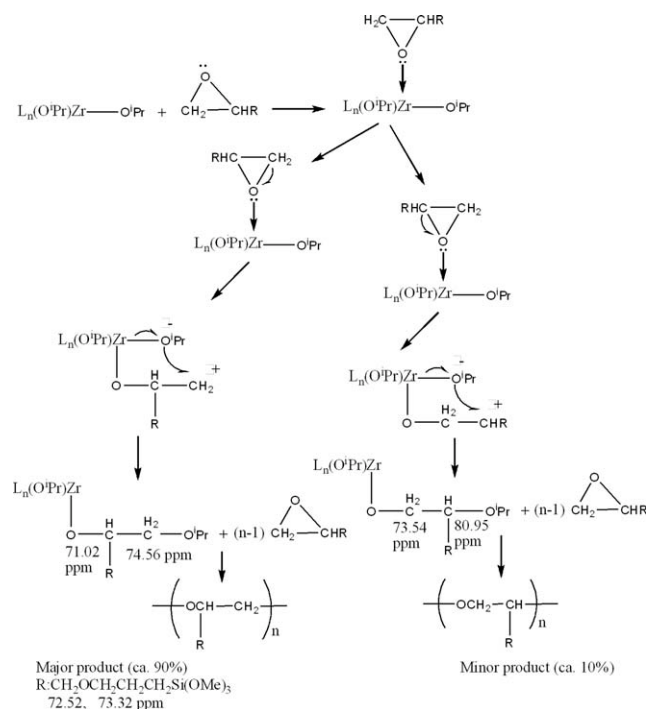 H₂C CHR
O
Lₙ(OⁱPr)Zr—OⁱPr + CH₂ CHR
O
Lₙ(OⁱPr)Zr—OⁱPr
RHC CH₂
O
Lₙ(OⁱPr)Zr—OⁱPr
RHC CH₂
O
Lₙ(OⁱPr)Zr—OⁱPr
-
Lₙ(OⁱPr)Zr—OⁱPr
+
O H C CH₂
R
-
Lₙ(OⁱPr)Zr—OⁱPr
+
O H₂ C CHR
Lₙ(OⁱPr)Zr
O H C H₂ C OⁱPr + (n-1) O CH₂ CHR
71.02 ppm
74.56 ppm
R
Lₙ(OⁱPr)Zr
O H₂ C H C OⁱPr + (n-1) O CH₂ CHR
73.54 ppm
80.95 ppm
R
( OCH—CH₂ )n
R
( OCH₂—CH )n
R
Major product (ca. 90%)
R:CH₂OCH₂CH₂CH₂Si(OMe)₃
72.52、 73.32 ppm
Minor product (ca. 10%)